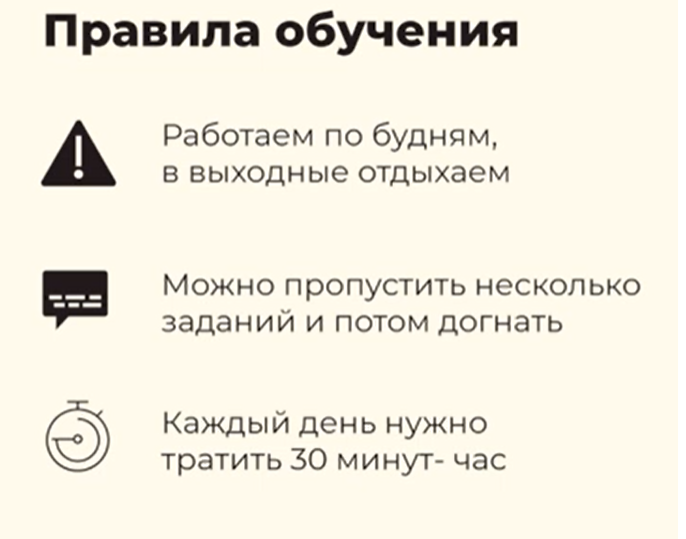 Правила обучения
Работаем по будням,
в выходные отдыхаем
Можно пропустить несколько
заданий и потом догнать
Каждый день нужно
тратить 30 минут- час